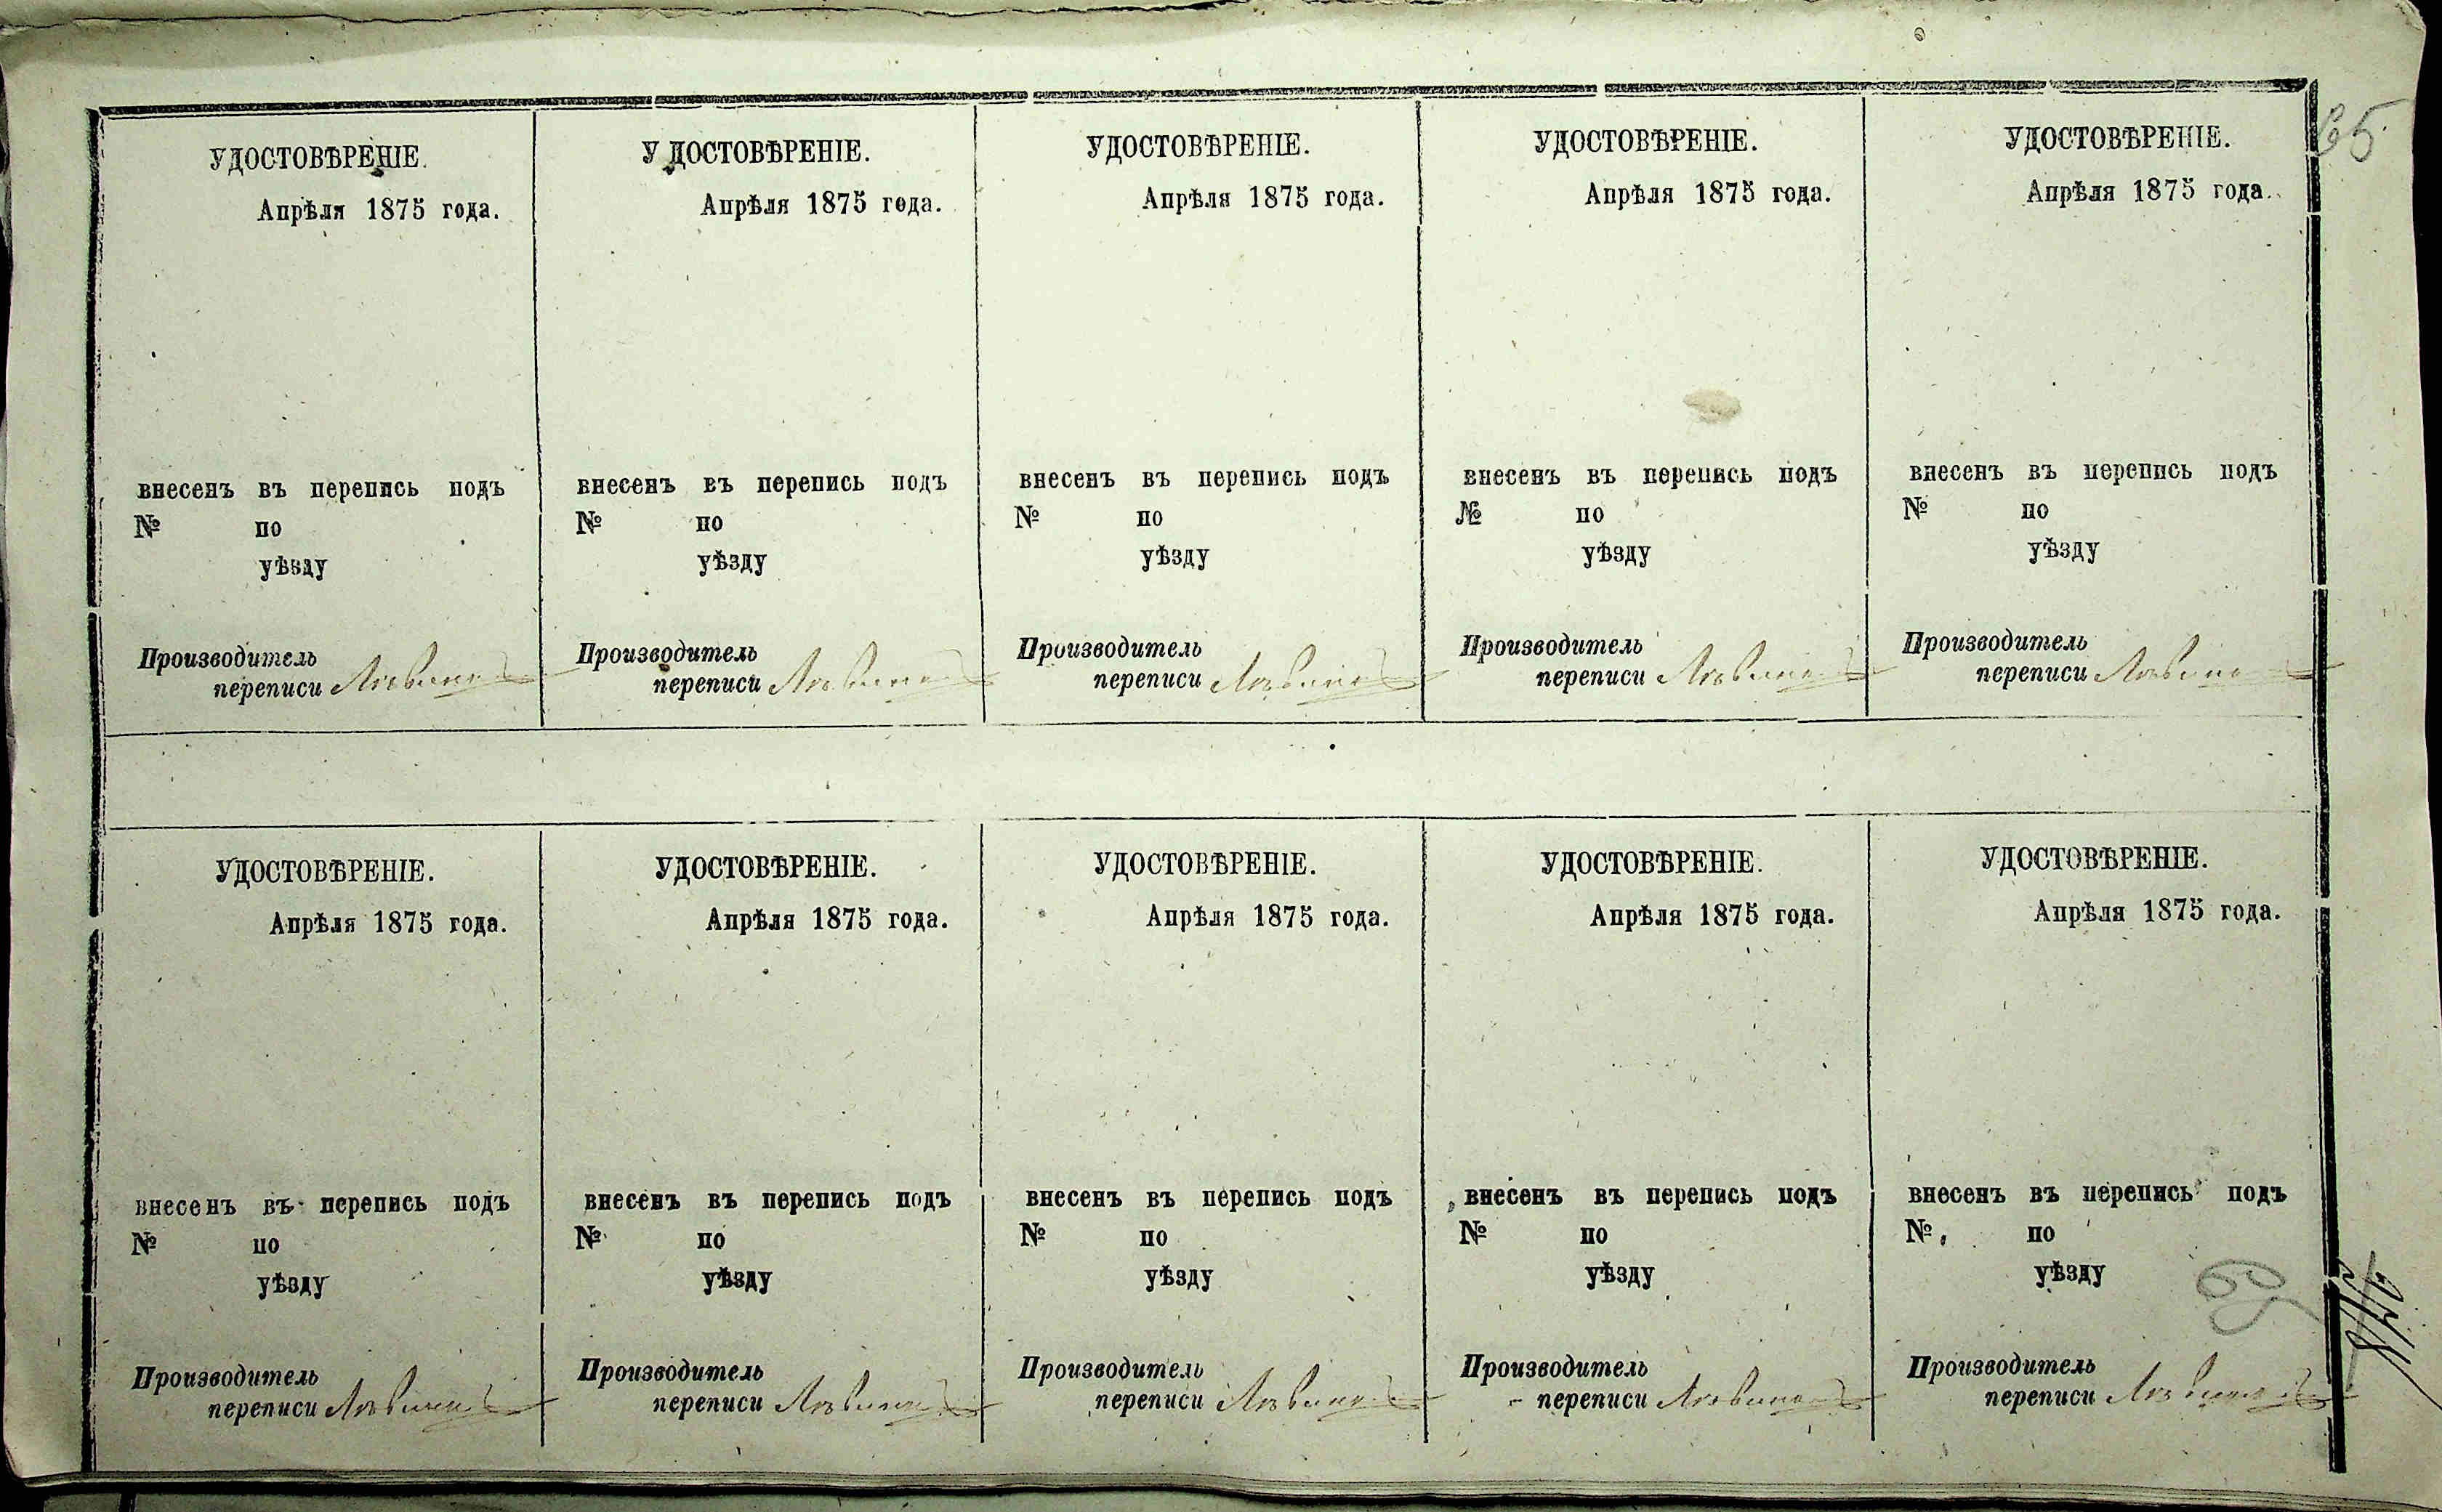 65
УДОСТОВѢРЕНІЕ.
Апрѣля 1875 года.
внесенъ въ перепись подъ
№ по
уѣзду
Производитель
переписи
УДОСТОВѢРЕНІЕ.
Апрѣля 1875 года.
внесенъ въ перепись подъ
№ по
уѣзду
Производитель
переписи
УДОСТОВѢРЕНІЕ.
Апрѣля 1875 года.
внесенъ въ перепись подъ
№ по
уѣзду
Производитель
переписи
УДОСТОВѢРЕНІЕ.
Апрѣля 1875 года.
внесенъ въ перепись подъ
№ по
уѣзду
Производитель
переписи
УДОСТОВѢРЕНІЕ.
Апрѣля 1875 года.
внесенъ въ перепись подъ
№ по
уѣзду
Производитель
переписи
УДОСТОВѢРЕНІЕ.
Апрѣля 1875 года.
внесенъ въ перепись подъ
№ по
уѣзду
Производитель
переписи
УДОСТОВѢРЕНІЕ.
Апрѣля 1875 года.
внесенъ въ перепись подъ
№ по
уѣзду
Производитель
переписи
УДОСТОВѢРЕНІЕ.
Апрѣля 1875 года.
внесенъ въ перепись подъ
№ по
уѣзду
Производитель
переписи
УДОСТОВѢРЕНІЕ.
Апрѣля 1875 года.
внесенъ въ перепись подъ
№ по
уѣзду
Производитель
переписи
УДОСТОВѢРЕНІЕ.
Апрѣля 1875 года.
внесенъ въ перепись подъ
№ по
уѣзду
Производитель
переписи